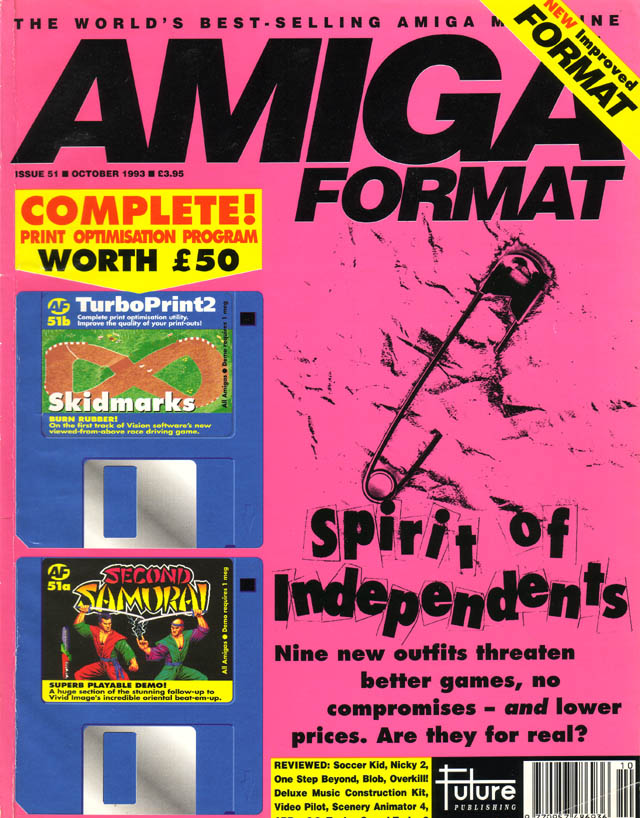 THE WORLD'S BEST-SELLING AMIGA
NEW Improved
FORMAT
AMIGA
FORMAT
ISSUE 51 ■ OCTOBER 1993 ■ £3.95
COMPLETE!
PRINT OPTIMISATION PROGRAM
WORTH £50
AF
51b
TurboPrint2
Complete print optimisation utility.
Improve the quality of your print-outs!
All Amigas ● Demo requires 1 meg
Skidmarks
BURN RUBBER!
On the first track of Vision software's new
viewed-from-above race driving game.
AF
51a
SECOND
SAMURAI
All Amigas ● Demo requires 1 meg
SUPERB PLAYABLE DEMO!
A huge section of the stunning follow-up to
Vivid Image's incredible oriental beat-em-up.
Spirit of
Independents
Nine new outfits threaten
better games, no
compromises – and lower
prices. Are they for real?
REVIEWED: Soccer Kid, Nicky 2,
One Step Beyond, Blob, Overkill!
Deluxe Music Construction Kit,
Video Pilot, Scenery Animator 4,
Future
PUBLISHING
10